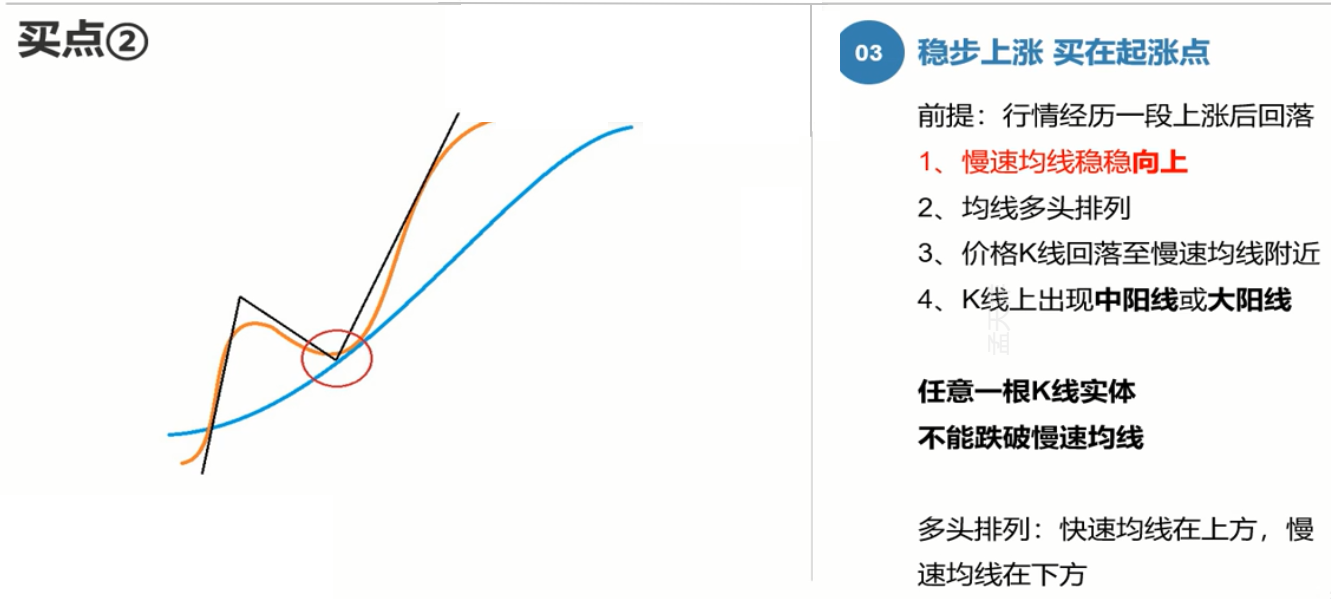 买点②
03
稳步上涨 买在起涨点
前提：行情经历一段上涨后回落
1、慢速均线稳稳向上
2、均线多头排列
3、价格K线回落至慢速均线附近
4、K线上出现中阳线或大阳线
任意一根K线实体
不能跌破慢速均线
多头排列：快速均线在上方，慢
速均线在下方